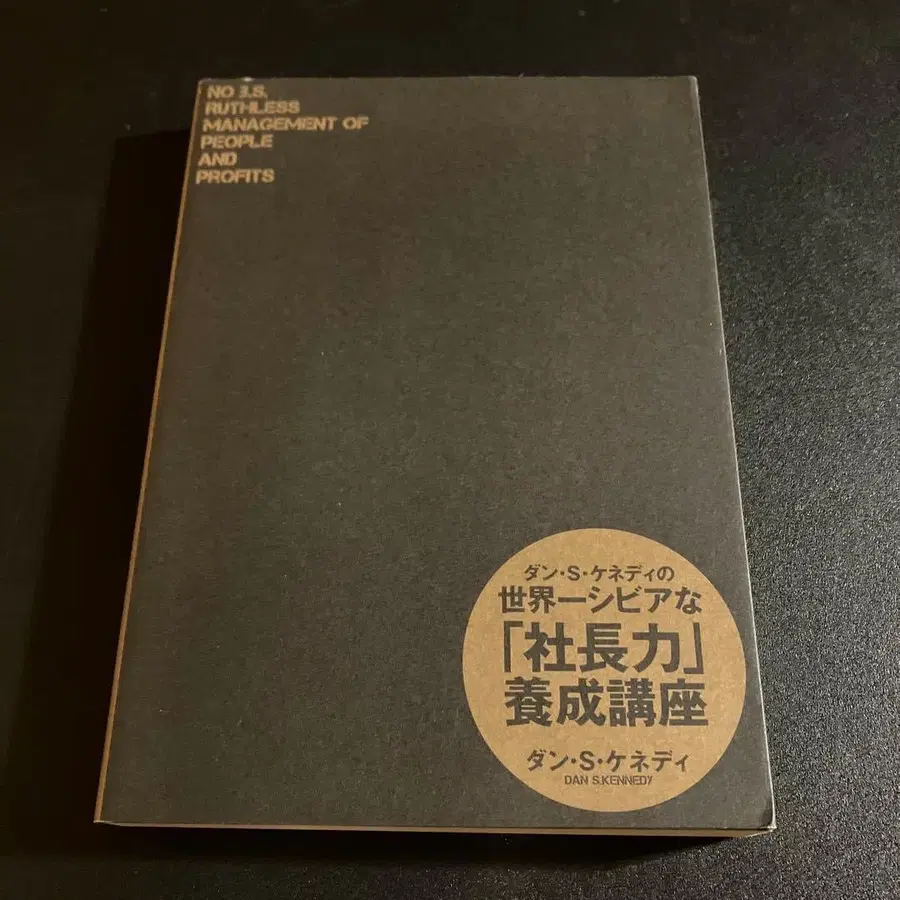 NO B.S.
RUTHLESS
MANAGEMENT OF
PEOPLE
AND
PROFITS
ダン・S・ケネディの
世界一シビアな
「社長力」
養成講座
ダン・S・ケネディ
DAN S.KENNEDY